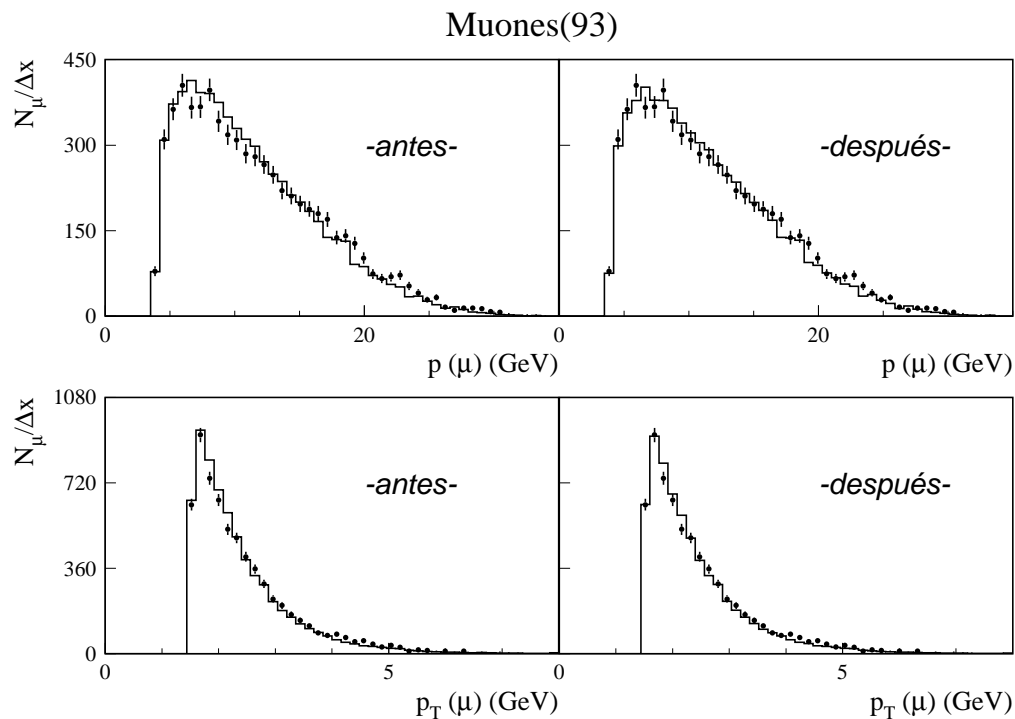 Muones(93)
N_μ/Δx
450
300
150
0
-antes-
-después-
0
20
0
20
p (μ) (GeV)
p (μ) (GeV)
N_μ/Δx
1080
720
360
0
-antes-
-después-
0
5
0
5
p_T (μ) (GeV)
p_T (μ) (GeV)